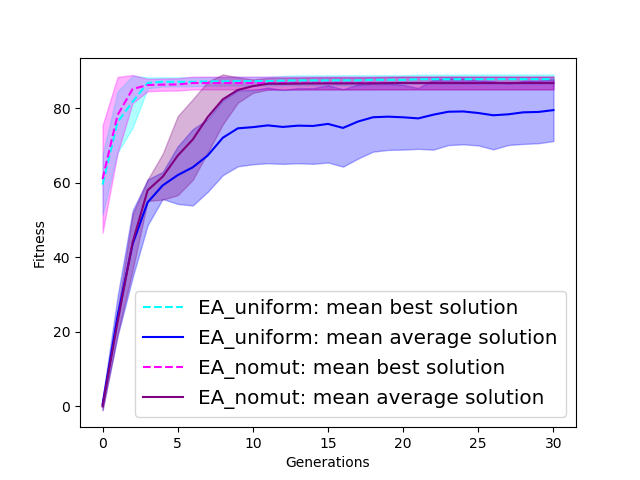 80
60
40
20
0
Fitness
EA_uniform: mean best solution
EA_uniform: mean average solution
EA_nomut: mean best solution
EA_nomut: mean average solution
0 5 10 15 20 25 30
Generations